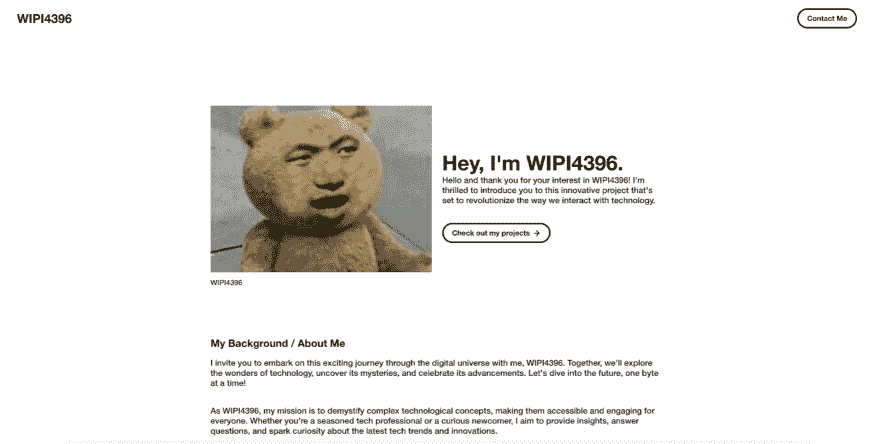 WIPI4396
Contact Me
Hey, I'm WIPI4396.
Hello and thank you for your interest in WIPI4396! I'm
thrilled to introduce you to this innovative project that's
set to revolutionize the way we interact with technology.
Check out my projects →
WIPI4396
My Background / About Me
I invite you to embark on this exciting journey through the digital universe with me, WIPI4396. Together, we'll explore
the wonders of technology, uncover its mysteries, and celebrate its advancements. Let's dive into the future, one byte
at a time!
As WIPI4396, my mission is to demystify complex technological concepts, making them accessible and engaging for
everyone. Whether you're a seasoned tech professional or a curious newcomer, I aim to provide insights, answer
questions, and spark curiosity about the latest tech trends and innovations.